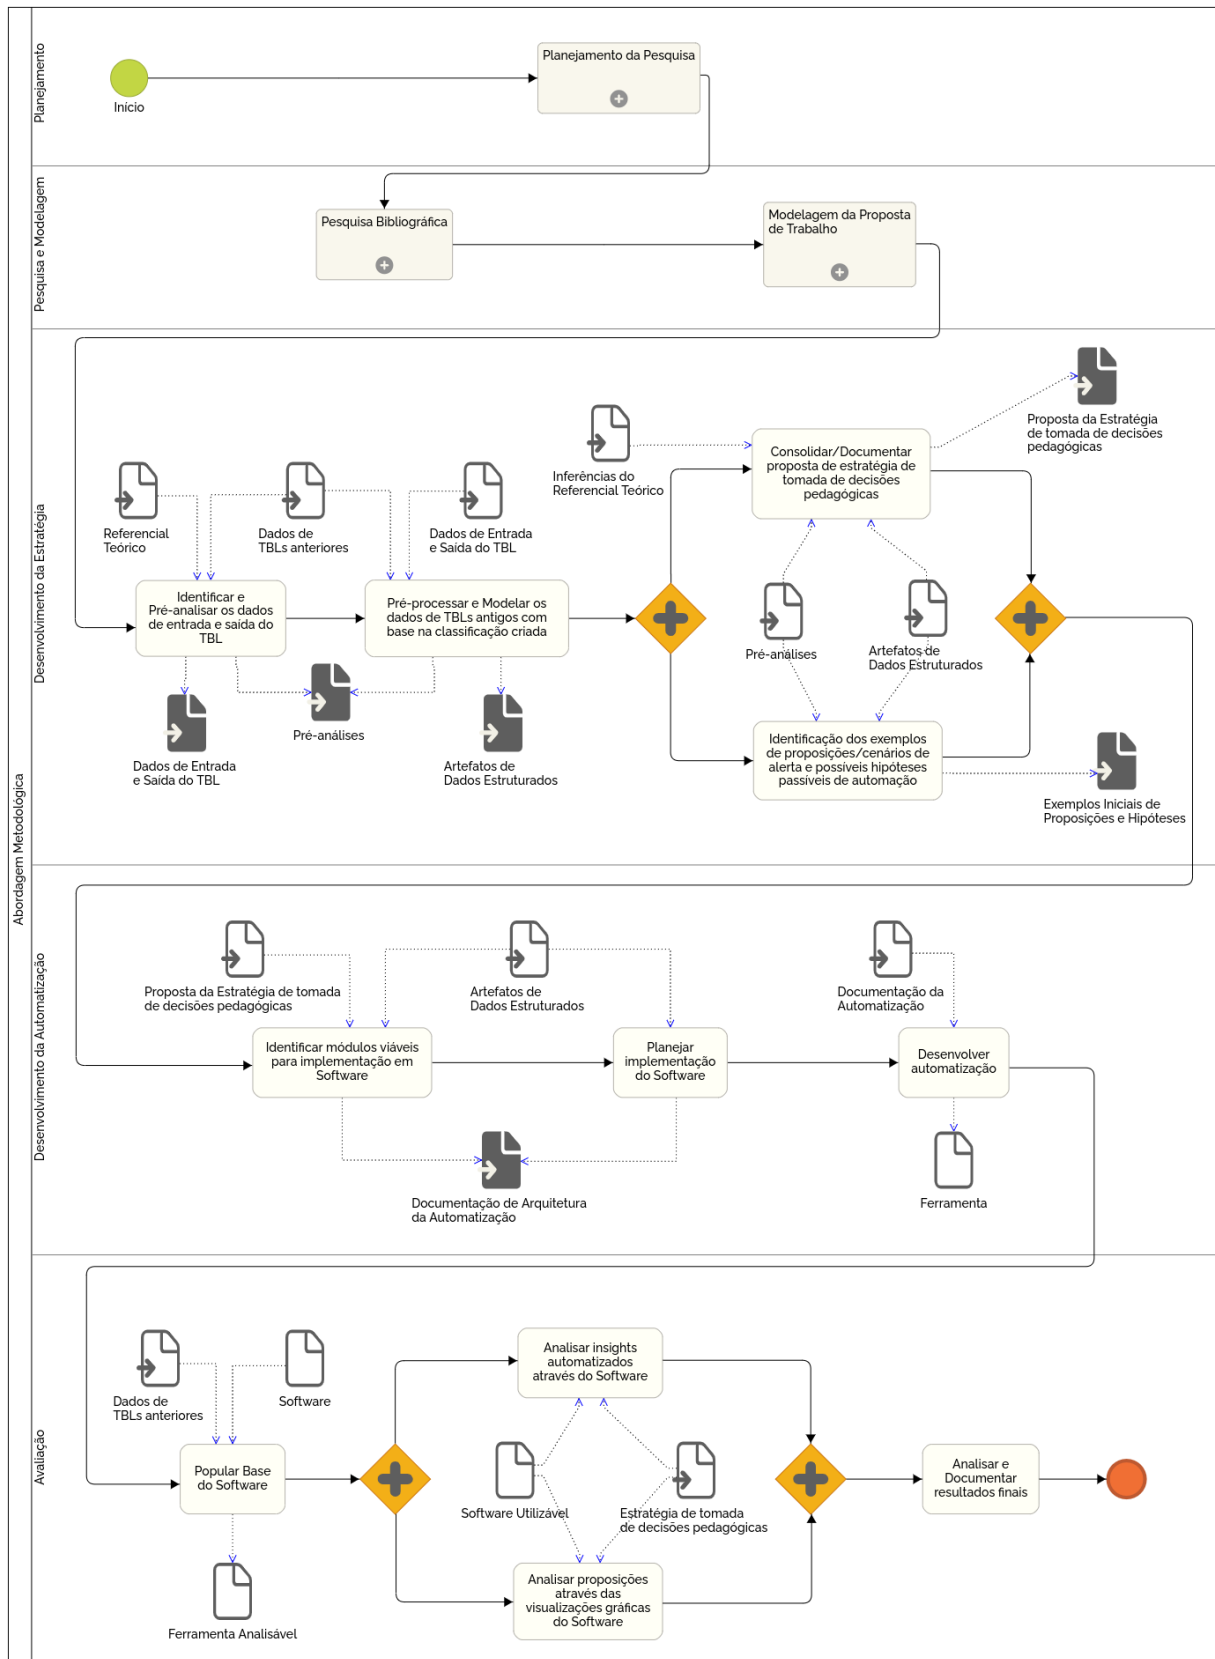 Abordagem Metodológica
Planejamento
Início
Planejamento da Pesquisa
Pesquisa e Modelagem
Pesquisa Bibliográfica
Modelagem da Proposta
de Trabalho
Desenvolvimento da Estratégia
Proposta da Estratégia
de tomada de decisões
pedagógicas
Inferências do
Referencial Teórico
Consolidar/Documentar
proposta de estratégia de
tomada de decisões
pedagógicas
Referencial
Teórico
Dados de
TBLs anteriores
Dados de Entrada
e Saída do TBL
Identificar e
Pré-analisar os dados
de entrada e saída do
TBL
Pré-processar e Modelar os
dados de TBLs antigos com
base na classificação criada
Pré-análises
Artefatos de
Dados Estruturados
Dados de Entrada
e Saída do TBL
Pré-análises
Artefatos de
Dados Estruturados
Identificação dos exemplos
de proposições/cenários de
alerta e possíveis hipóteses
passíveis de automação
Exemplos Iniciais de
Proposições e Hipóteses
Desenvolvimento da Automatização
Proposta da Estratégia de tomada
de decisões pedagógicas
Artefatos de
Dados Estruturados
Documentação da
Automatização
Identificar módulos viáveis
para implementação em
Software
Planejar
implementação
do Software
Desenvolver
automatização
Documentação de Arquitetura
da Automatização
Ferramenta
Avaliação
Dados de
TBLs anteriores
Software
Analisar insights
automatizados
através do Software
Popular Base
do Software
Software Utilizável
Estratégia de tomada
de decisões pedagógicas
Analisar e
Documentar
resultados finais
Ferramenta Analisável
Analisar proposições
através das
visualizações gráficas
do Software